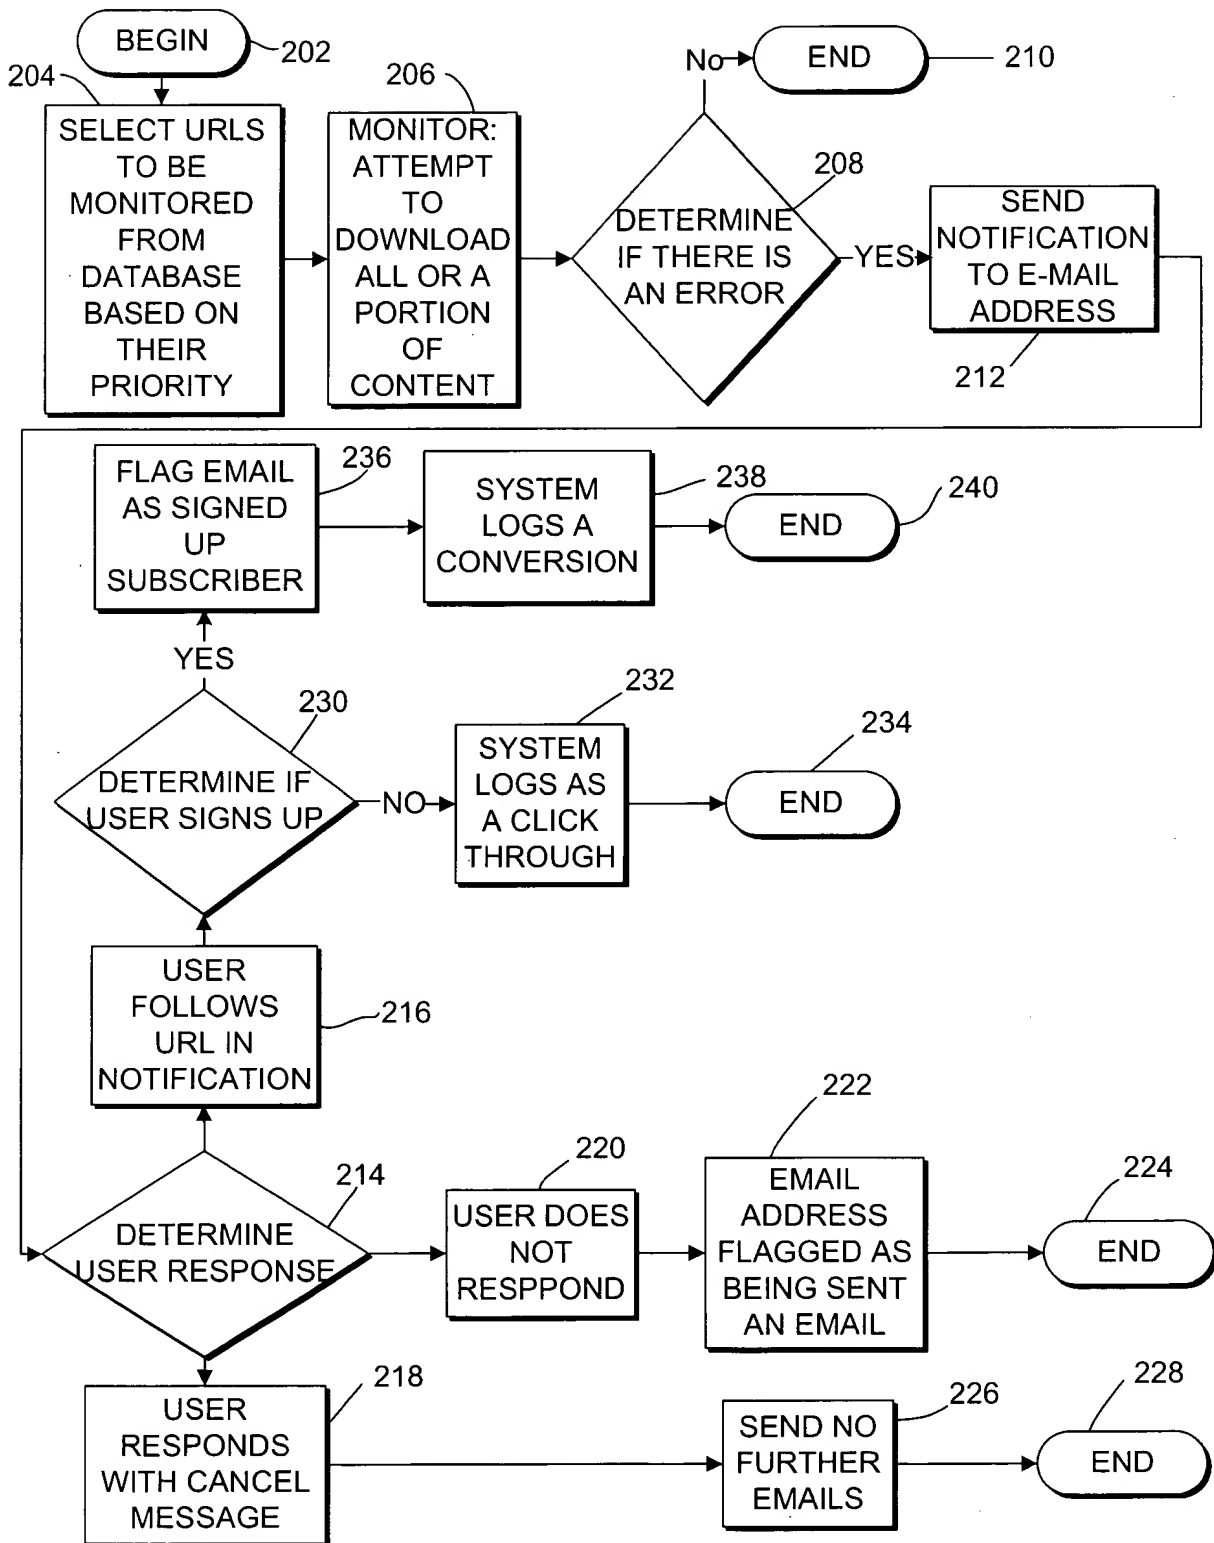 BEGIN
202
204
SELECT URLS
TO BE
MONITORED
FROM
DATABASE
BASED ON
THEIR
PRIORITY
206
MONITOR:
ATTEMPT
TO
DOWNLOAD
ALL OR A
PORTION
OF
CONTENT
208
DETERMINE
IF THERE IS
AN ERROR
No
END
210
YES
SEND
NOTIFICATION
TO E-MAIL
ADDRESS
212
FLAG EMAIL
AS SIGNED
UP
SUBSCRIBER
236
SYSTEM
LOGS A
CONVERSION
238
END
240
YES
230
DETERMINE IF
USER SIGNS UP
NO
232
SYSTEM
LOGS AS
A CLICK
THROUGH
234
END
USER
FOLLOWS
URL IN
NOTIFICATION
216
214
DETERMINE
USER RESPONSE
220
USER DOES
NOT
RESPPOND
222
EMAIL
ADDRESS
FLAGGED AS
BEING SENT
AN EMAIL
224
END
218
USER
RESPONDS
WITH CANCEL
MESSAGE
226
SEND NO
FURTHER
EMAILS
228
END